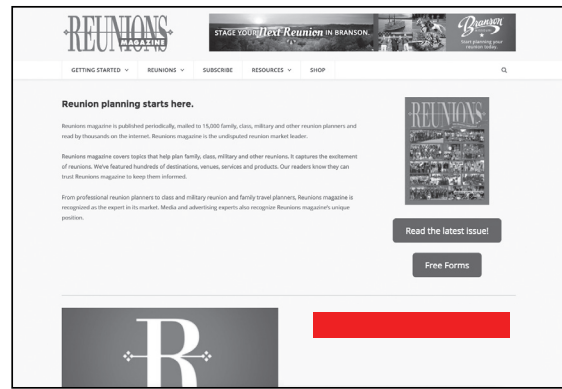 REUNIONS
MAGAZINE
STAGE YOUR Next Reunion IN BRANSON.
Branson
Start planning your
reunion today.
GETTING STARTED
REUNIONS
SUBSCRIBE
RESOURCES
SHOP
Reunion planning starts here.
Reunions magazine is published periodically, mailed to 15,000 family, class, military and other reunion planners and
read by thousands on the internet. Reunions magazine is the undisputed reunion market leader.
Reunions magazine covers topics that help plan family, class, military and other reunions. It captures the excitement
of reunions. We've featured hundreds of destinations, venues, services and products. Our readers know they can
trust Reunions magazine to keep them informed.
From professional reunion planners to class and military reunion and family travel planners, Reunions magazine is
recognized as the expert in its market. Media and advertising experts also recognize Reunions magazine's unique
position.
REUNIONS
Read the latest issue!
Free Forms
R